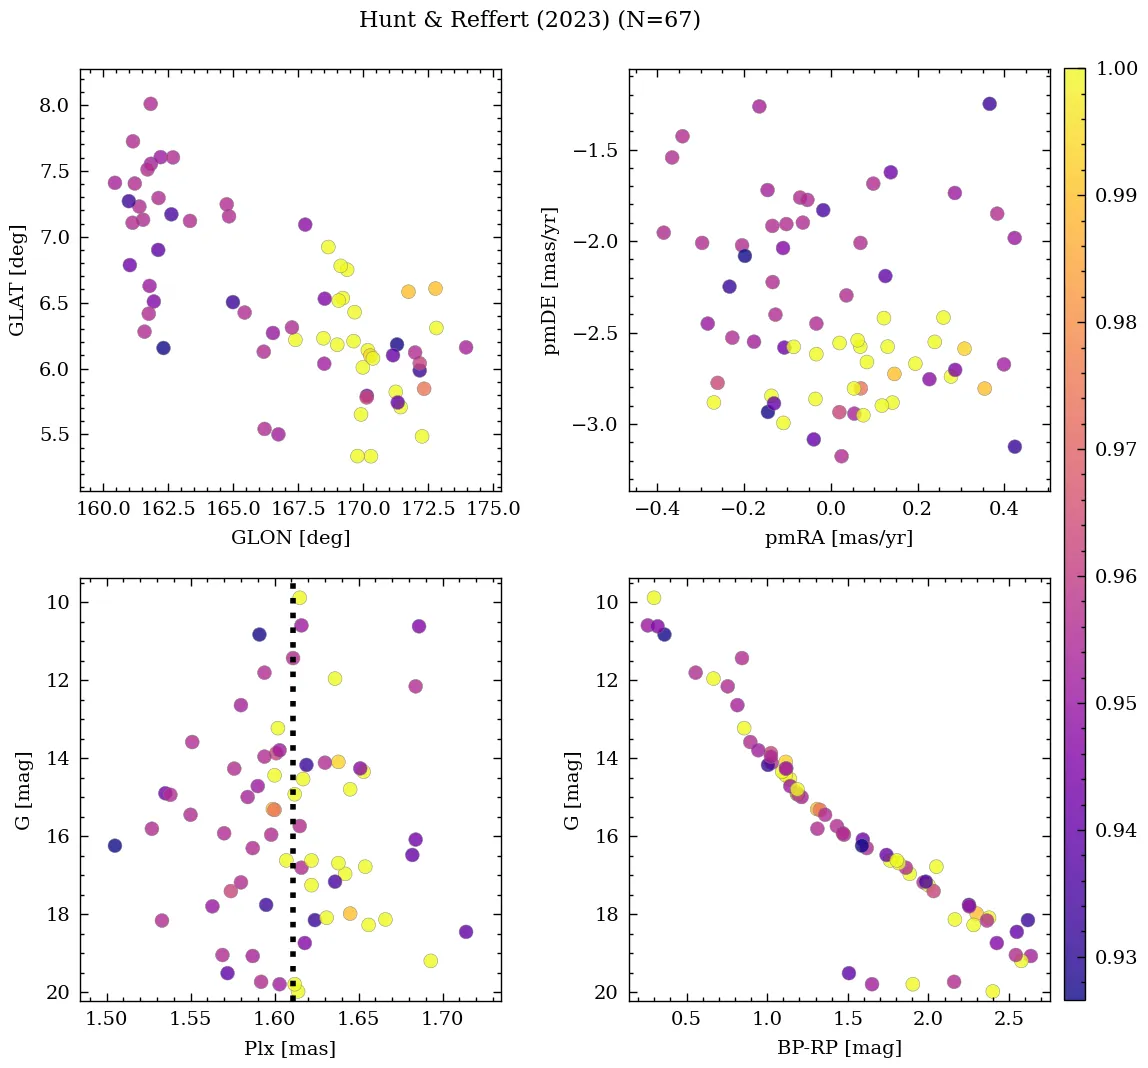 Hunt & Reffert (2023) (N=67)
8.0
7.5
7.0
6.5
6.0
5.5
GLAT [deg]
160.0 162.5 165.0 167.5 170.0 172.5 175.0
GLON [deg]
−1.5
−2.0
−2.5
−3.0
pmDE [mas/yr]
−0.4 −0.2 0.0 0.2 0.4
pmRA [mas/yr]
10
12
14
16
18
20
G [mag]
1.50 1.55 1.60 1.65 1.70
Plx [mas]
10
12
14
16
18
20
G [mag]
0.5 1.0 1.5 2.0 2.5
BP-RP [mag]
1.00
0.99
0.98
0.97
0.96
0.95
0.94
0.93